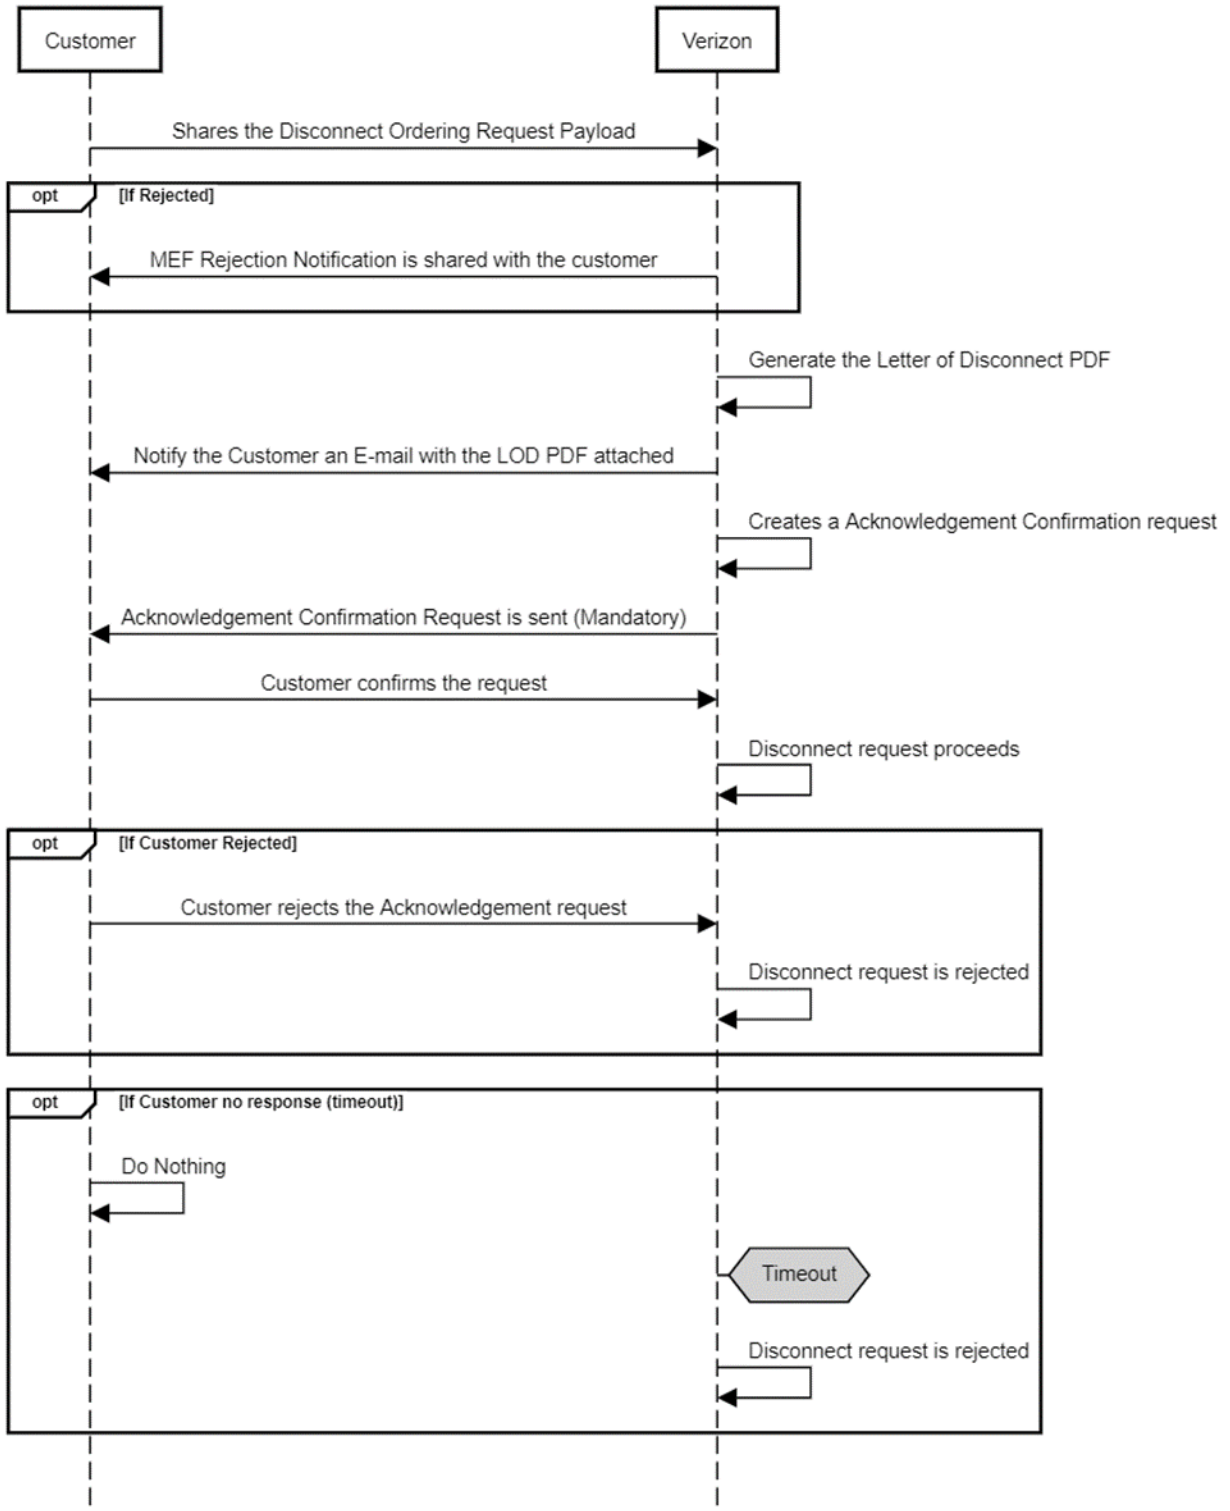 Customer
Verizon
Shares the Disconnect Ordering Request Payload
opt
[If Rejected]
MEF Rejection Notification is shared with the customer
Generate the Letter of Disconnect PDF
Notify the Customer an E-mail with the LOD PDF attached
Creates a Acknowledgement Confirmation request
Acknowledgement Confirmation Request is sent (Mandatory)
Customer confirms the request
Disconnect request proceeds
opt
[If Customer Rejected]
Customer rejects the Acknowledgement request
Disconnect request is rejected
opt
[If Customer no response (timeout)]
Do Nothing
Timeout
Disconnect request is rejected